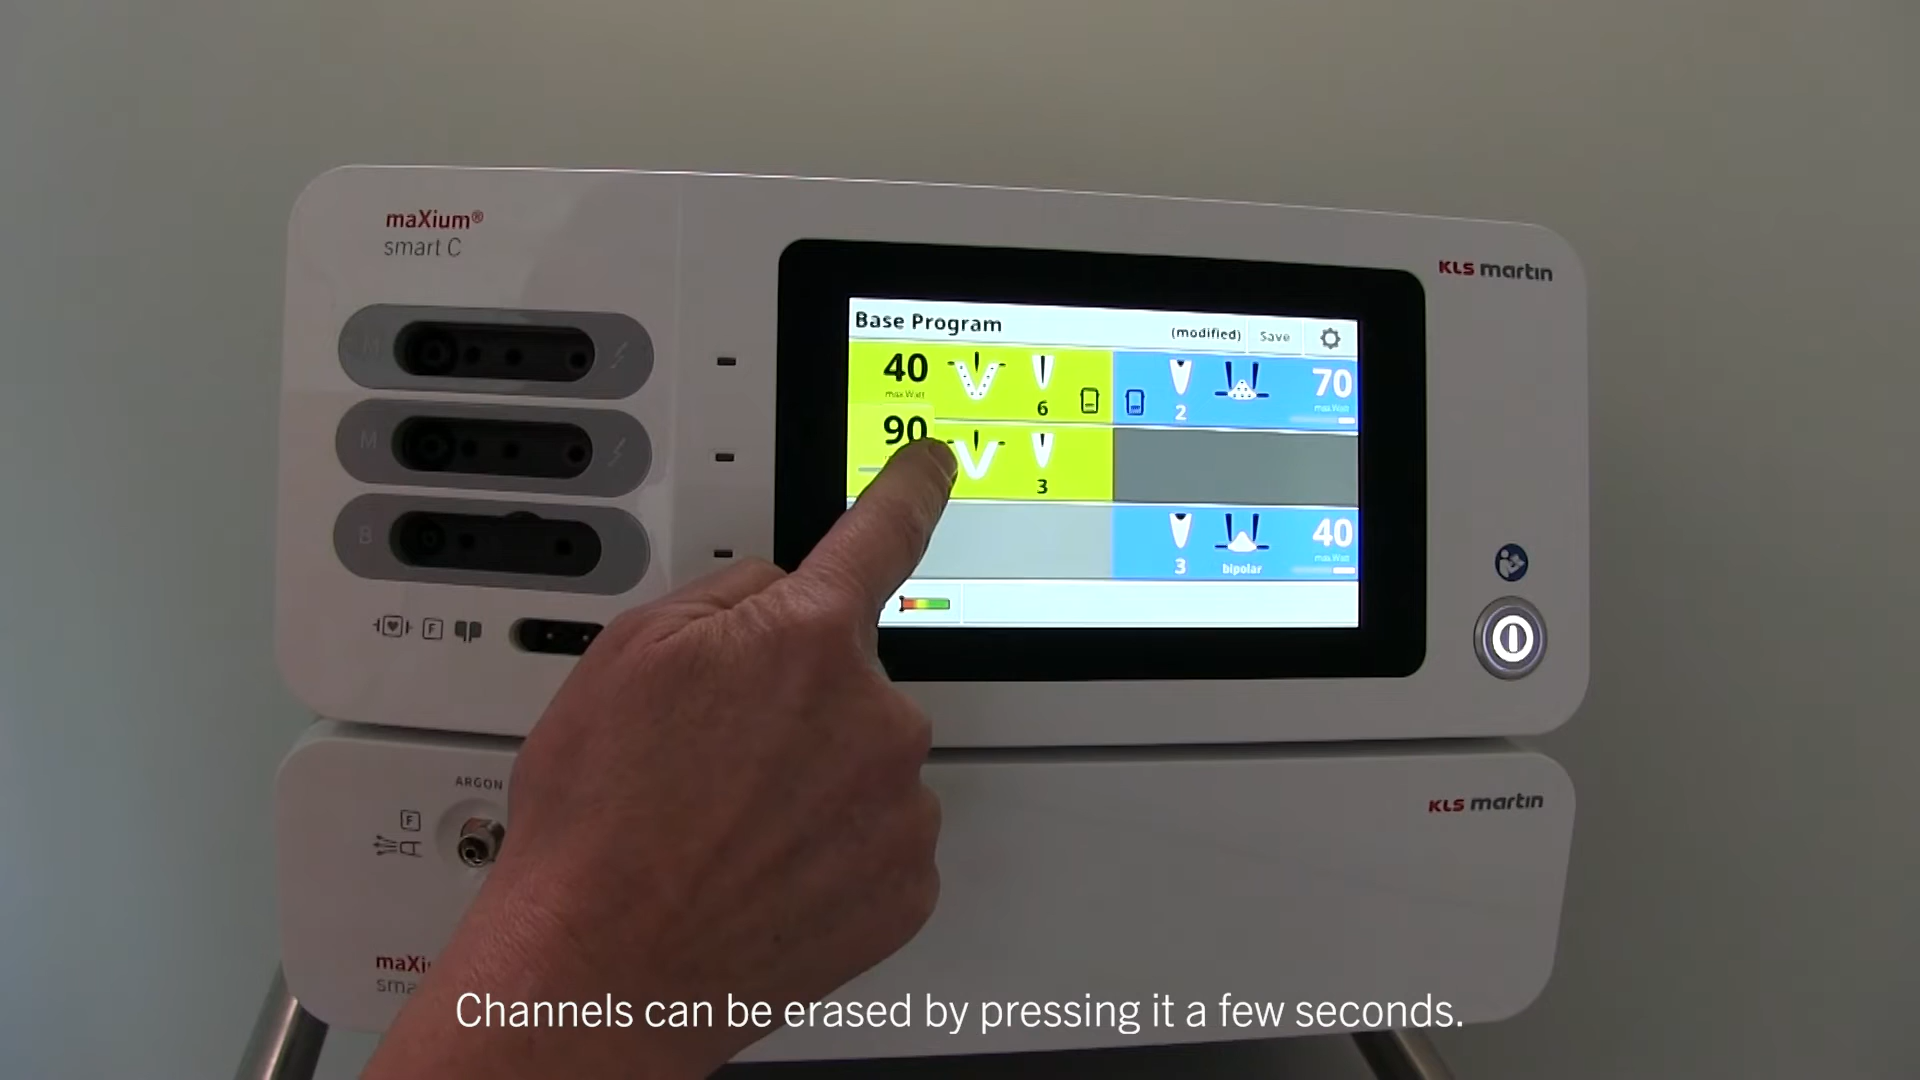 maXium®
smart C
KLS martin
Base Program
(modified)
Save
40
max.Watt
6
2
70
max.Watt
90
3
3
bipolar
40
max.Watt
M
M
B
F
ARGON
F
KLS martin
maXi
sma
Channels can be erased by pressing it a few seconds.